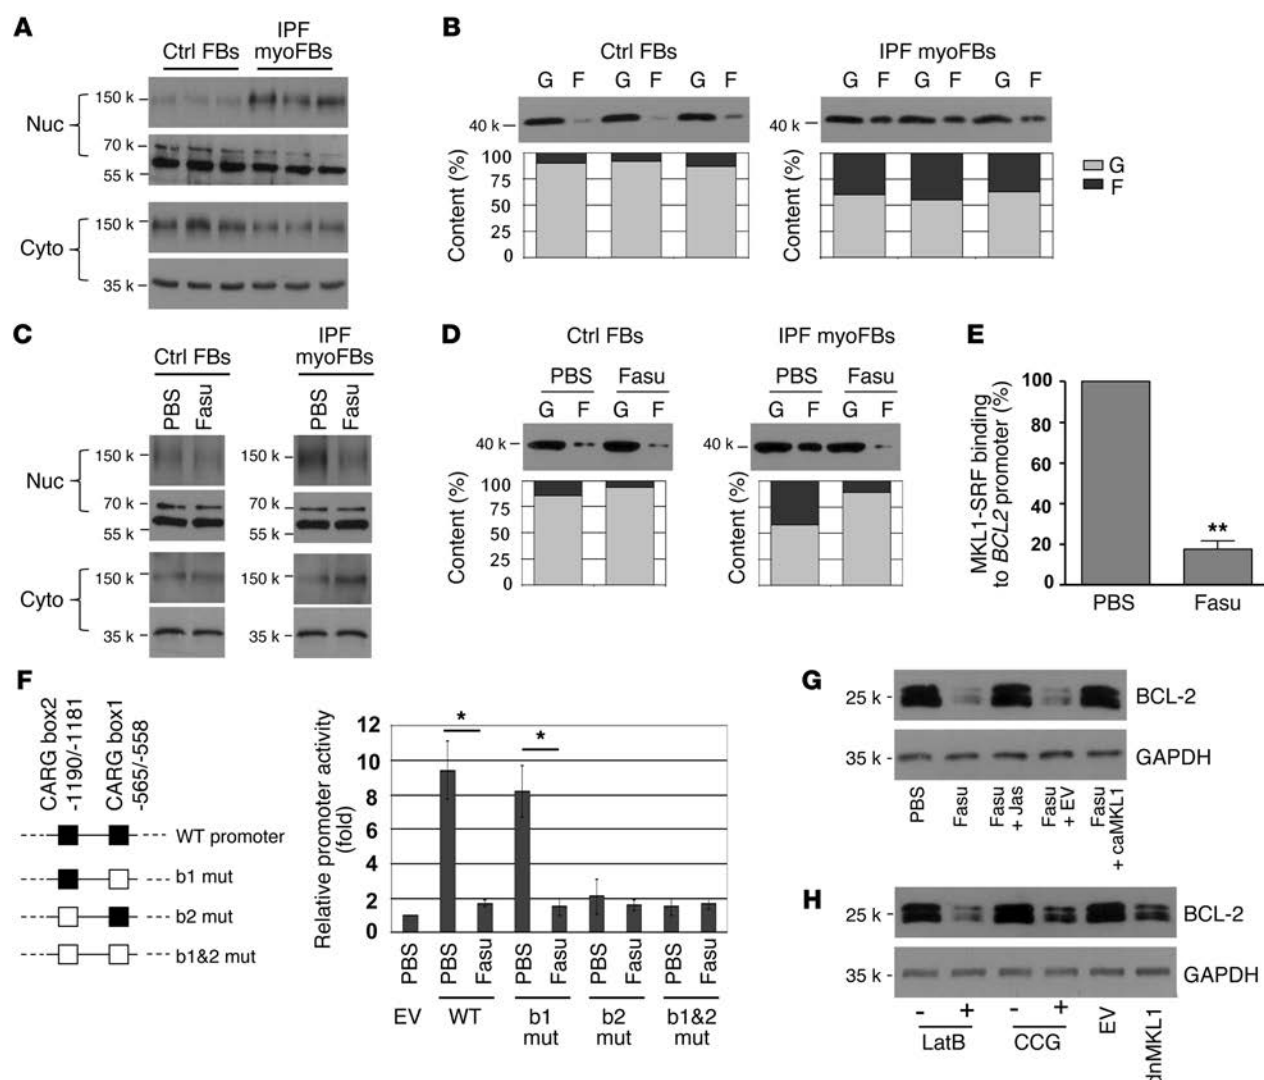 A
Ctrl FBs
IPF
myoFBs
Nuc
150 k
70 k
55 k
Cyto
150 k
35 k
B
Ctrl FBs
IPF myoFBs
G F G F G F
G F G F G F
40 k
40 k
Content (%)
100
75
50
25
0
Content (%)
100
75
50
25
0
G
F
C
Ctrl FBs
IPF
myoFBs
PBS
Fasu
PBS
Fasu
Nuc
150 k
70 k
55 k
Cyto
150 k
35 k
150 k
70 k
55 k
150 k
35 k
D
Ctrl FBs
IPF myoFBs
PBS Fasu
PBS Fasu
G F G F
G F G F
40 k
40 k
Content (%)
100
75
50
25
0
Content (%)
100
75
50
25
0
E
MKL1-SRF binding
to BCL2 promoter (%)
100
80
60
40
20
0
**
PBS Fasu
F
CARG box2
-1190/-1181
CARG box1
-565/-558
WT promoter
b1 mut
b2 mut
b1&2 mut
Relative promoter activity
(fold)
12
10
8
6
4
2
0
*
*
PBS
PBS
Fasu
PBS
Fasu
PBS
Fasu
PBS
Fasu
EV
WT
b1
mut
b2
mut
b1&2
mut
G
25 k
BCL-2
35 k
GAPDH
PBS
Fasu
Fasu
+ Jas
Fasu
+ EV
Fasu
+ caMKL1
H
25 k
BCL-2
35 k
GAPDH
- +
- +
LatB
CCG
EV
dnMKL1